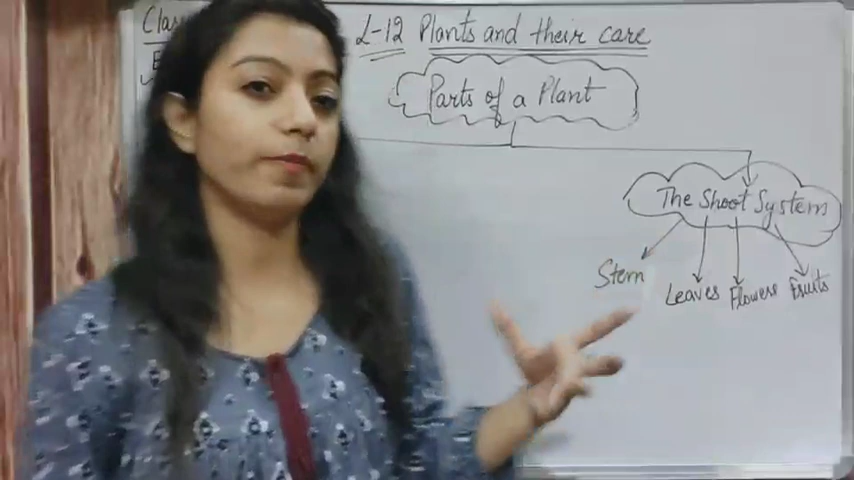 L-12 Plants and their care
Parts of a Plant
The Shoot System
Stem
Leaves Flowers Fruits